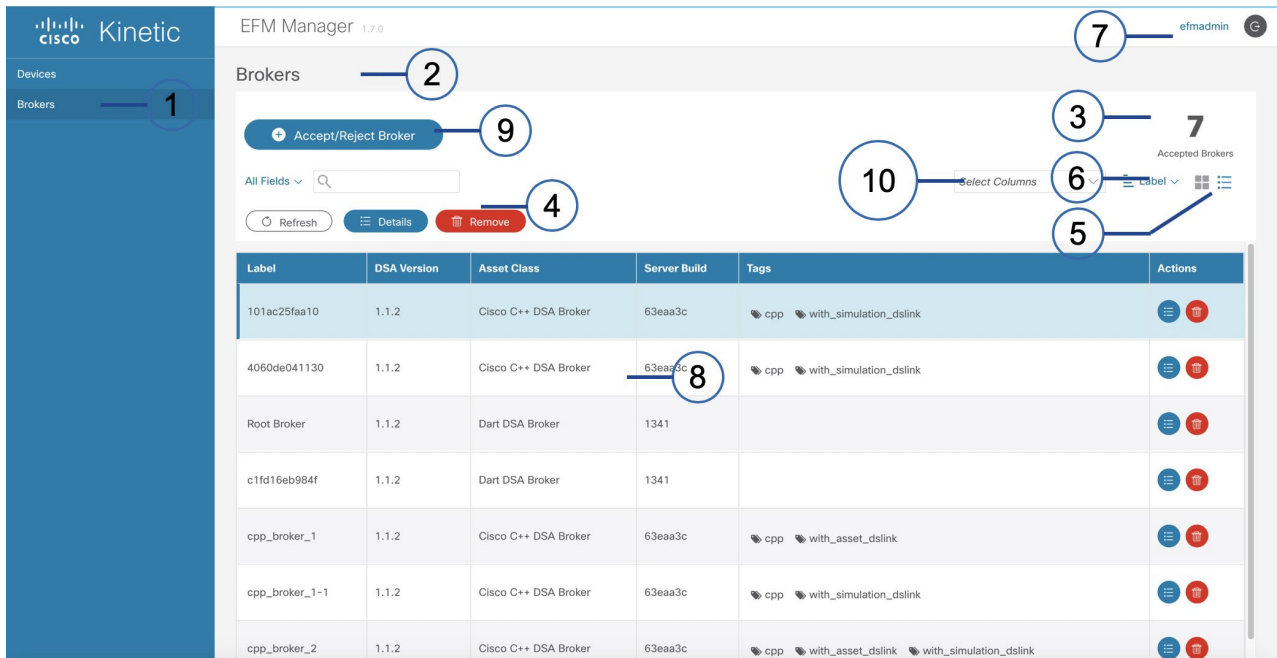 CISCO Kinetic
EFM Manager 1.7.0
7
efmadmin
Devices
Brokers
1
Brokers
2
Accept/Reject Broker
9
3
7
Accepted Brokers
All Fields
10
Select Columns
6
Label
5
4
Refresh
Details
Remove
Label DSA Version Asset Class Server Build Tags Actions
101ac25faa10 1.1.2 Cisco C++ DSA Broker 63eaa3c cpp with_simulation_dslink
4060de041130 1.1.2 Cisco C++ DSA Broker 63eaa3c cpp with_simulation_dslink
8
Root Broker 1.1.2 Dart DSA Broker 1341
c1fd16eb984f 1.1.2 Dart DSA Broker 1341
cpp_broker_1 1.1.2 Cisco C++ DSA Broker 63eaa3c cpp with_asset_dslink
cpp_broker_1-1 1.1.2 Cisco C++ DSA Broker 63eaa3c cpp with_simulation_dslink
cpp_broker_2 1.1.2 Cisco C++ DSA Broker 63eaa3c cpp with_asset_dslink with_simulation_dslink